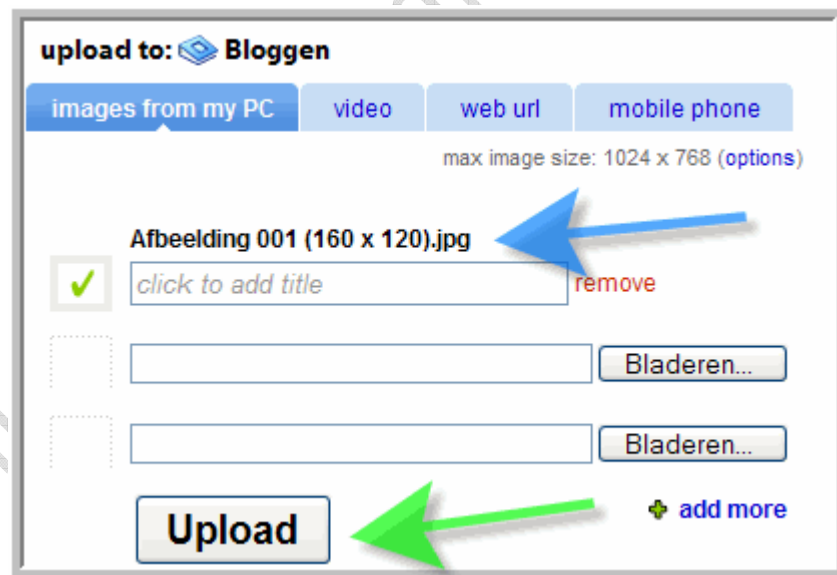 upload to: Bloggen
images from my PC video web url mobile phone
max image size: 1024 x 768 (options)
Afbeelding 001 (160 x 120).jpg
click to add title remove
Bladeren...
Bladeren...
Upload add more